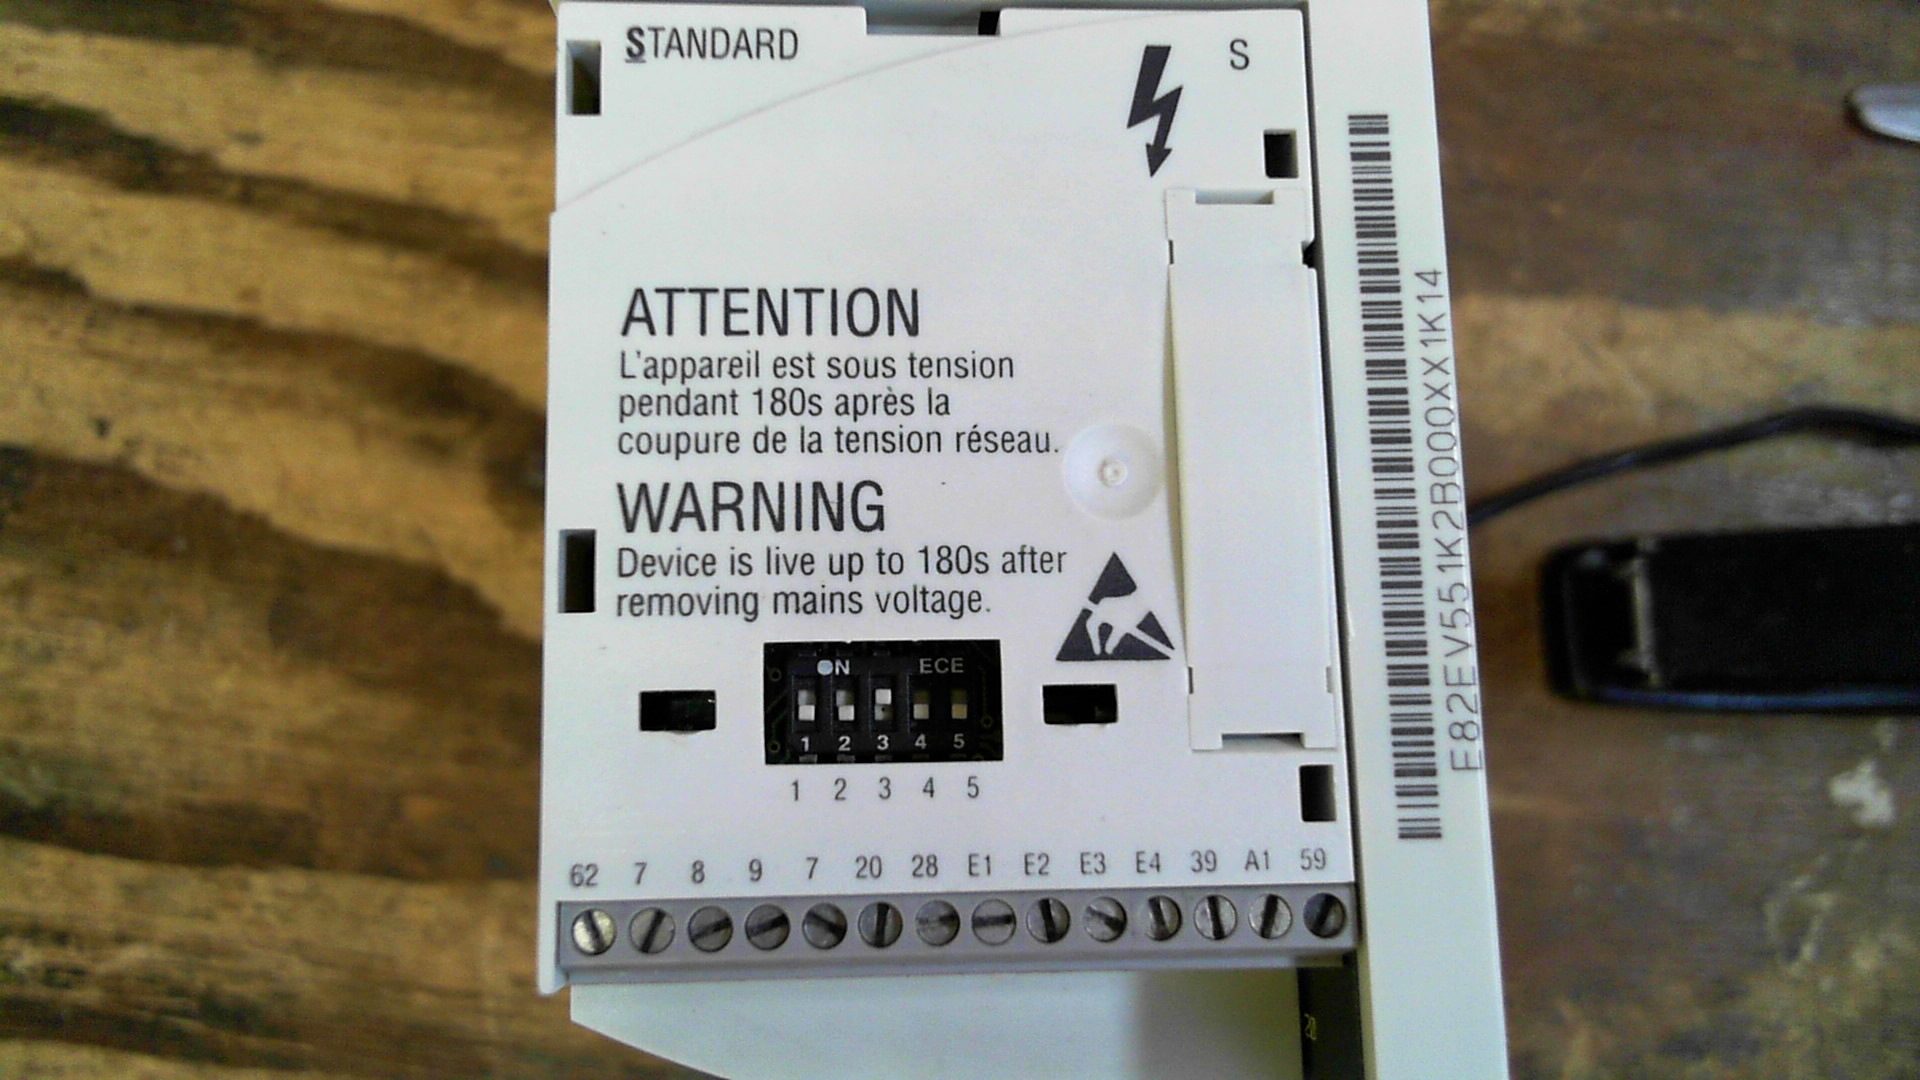 STANDARD
S
ATTENTION
L'appareil est sous tension
pendant 180s après la
coupure de la tension réseau.
WARNING
Device is live up to 180s after
removing mains voltage.
ON ECE
1 2 3 4 5
1 2 3 4 5
62 7 8 9 7 20 28 E1 E2 E3 E4 39 A1 59
20
E82EV551K2B000XX1K14